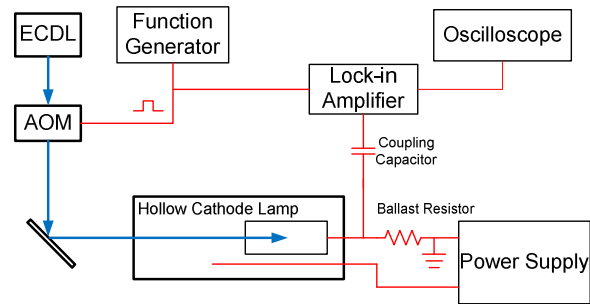 ECDL
Function
Generator
Oscilloscope
Lock-in
Amplifier
AOM
Coupling
Capacitor
Hollow Cathode Lamp
Ballast Resistor
Power Supply